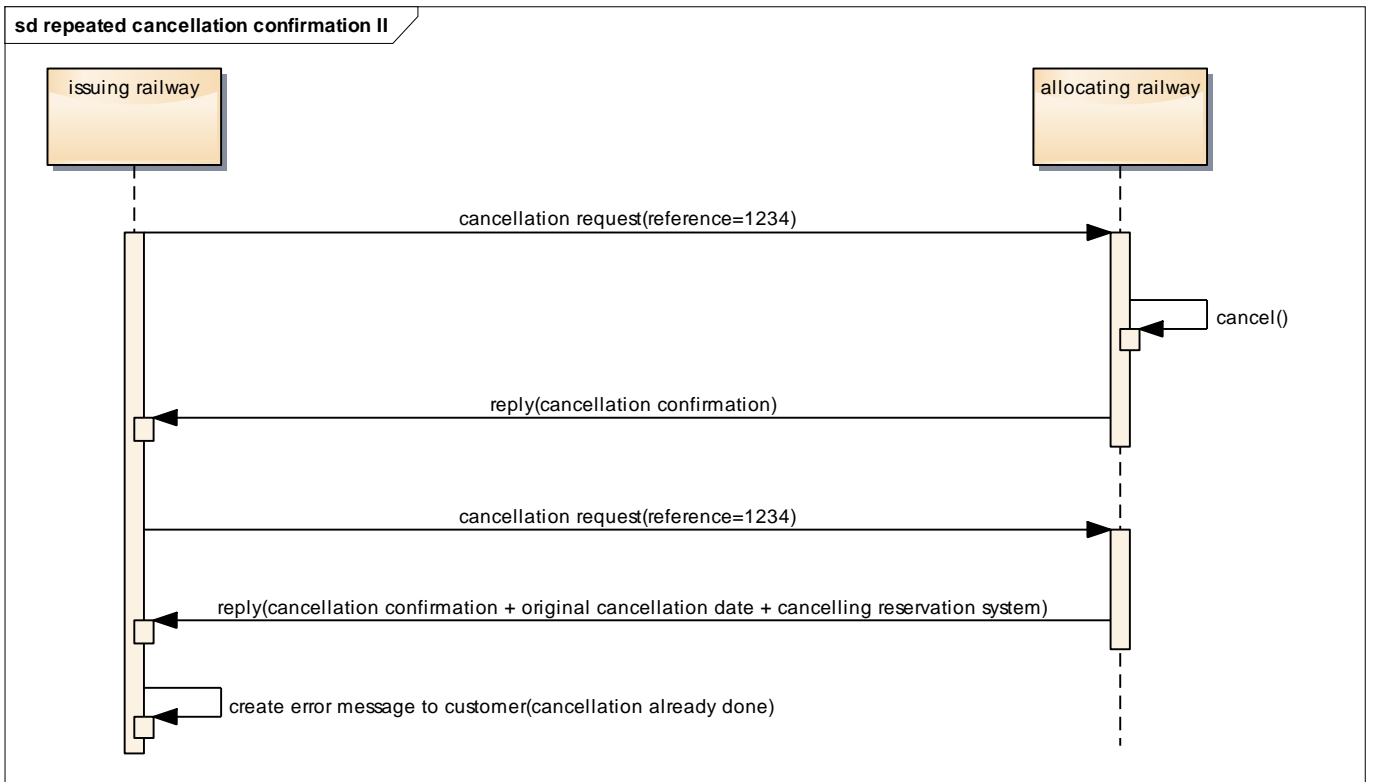 sd repeated cancellation confirmation II
issuing railway
allocating railway
cancellation request(reference=1234)
cancel()
reply(cancellation confirmation)
cancellation request(reference=1234)
reply(cancellation confirmation + original cancellation date + cancelling reservation system)
create error message to customer(cancellation already done)